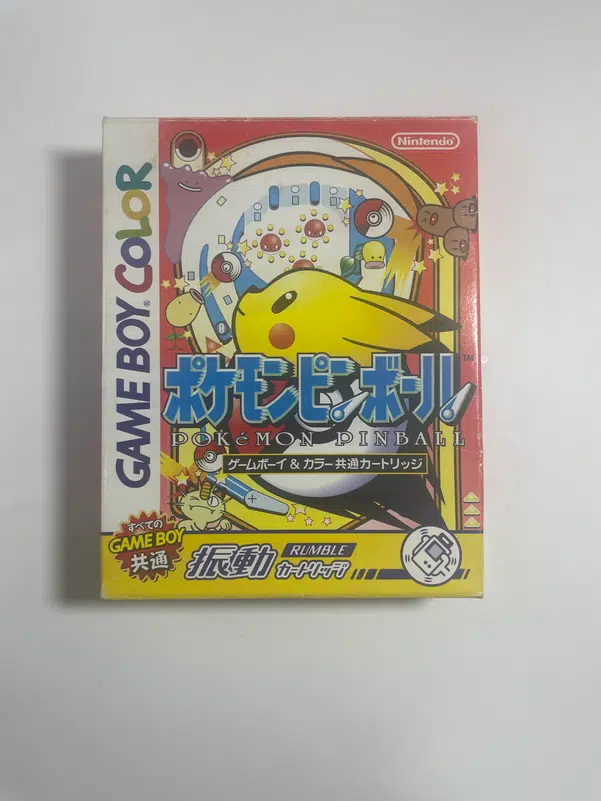 Nintendo
GAME BOY® COLOR
ポケモンピンボール™
POKéMON PINBALL
ゲームボーイ&カラー共通カートリッジ
すべての
GAME BOY
共通
振動
RUMBLE
カートリッジ